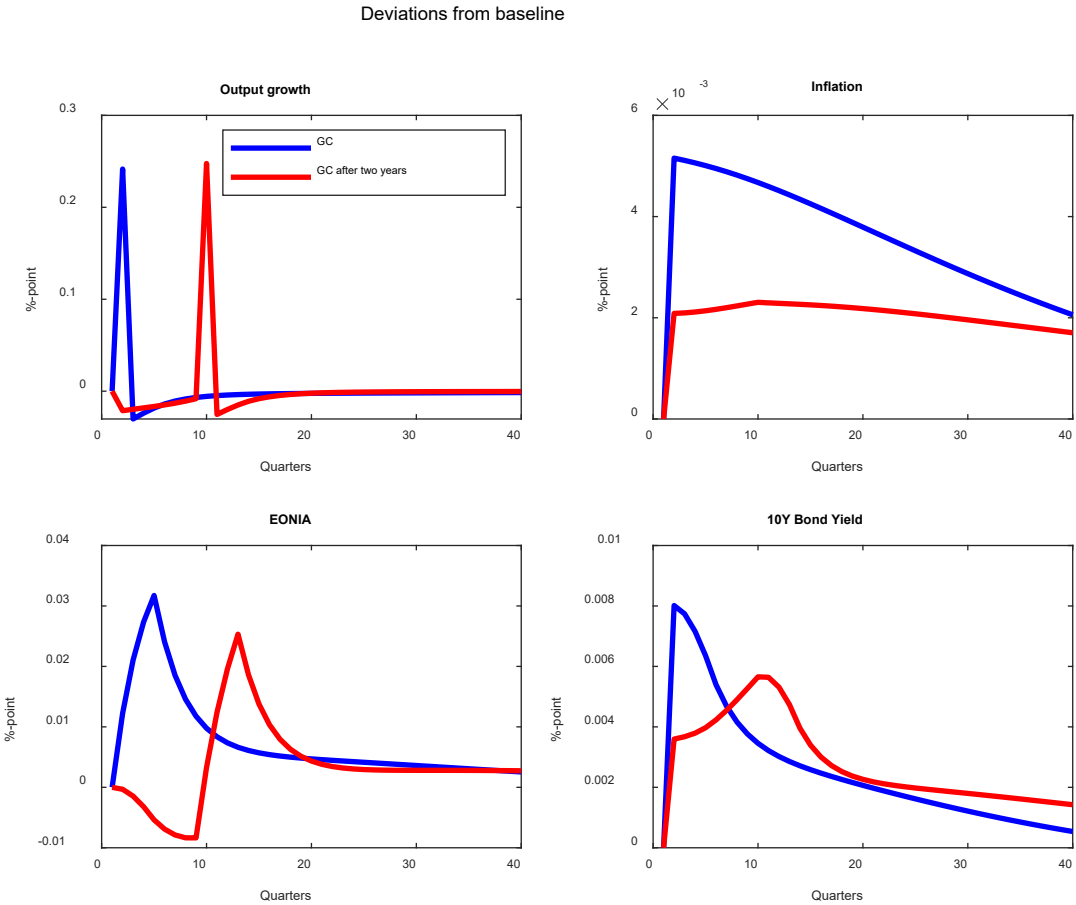 Deviations from baseline
Output growth
0.3
0.2
0.1
0
%-point
GC
GC after two years
0 10 20 30 40
Quarters
Inflation
× 10 -3
6
4
2
0
%-point
0 10 20 30 40
Quarters
EONIA
0.04
0.03
0.02
0.01
0
-0.01
%-point
0 10 20 30 40
Quarters
10Y Bond Yield
0.01
0.008
0.006
0.004
0.002
0
%-point
0 10 20 30 40
Quarters